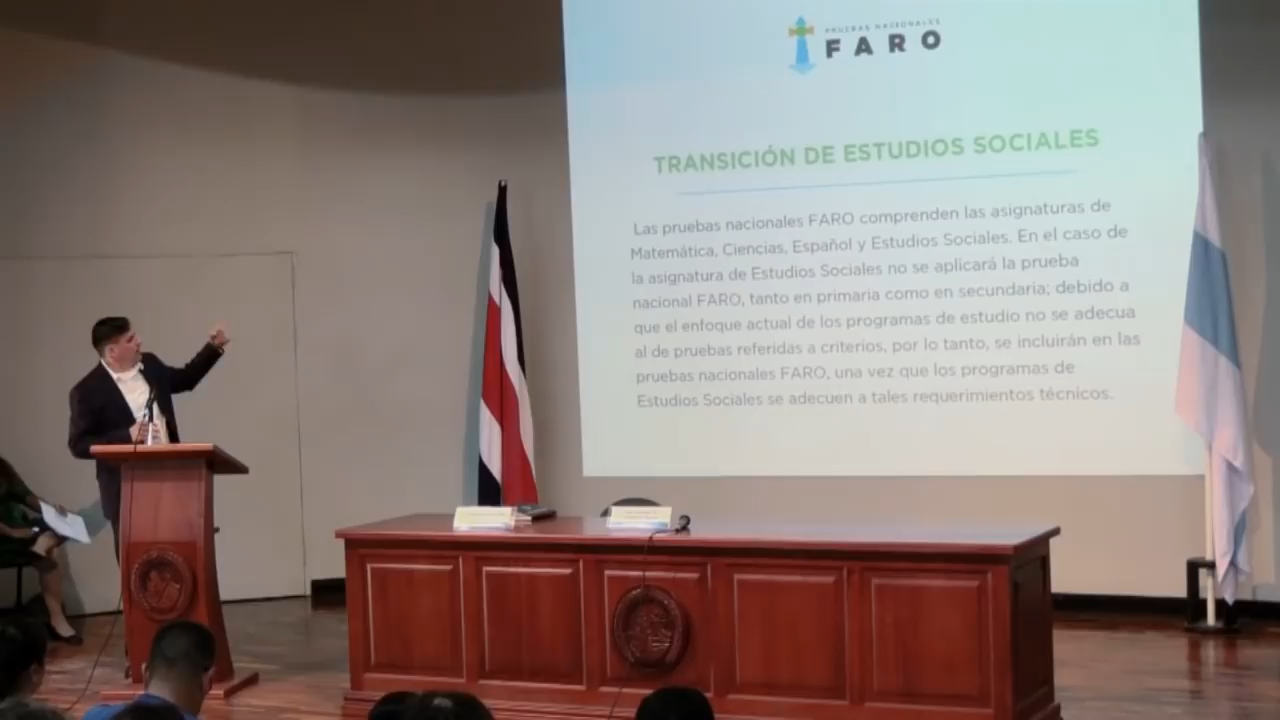 PRUEBAS NACIONALES
FARO
TRANSICIÓN DE ESTUDIOS SOCIALES
Las pruebas nacionales FARO comprenden las asignaturas de
Matemática, Ciencias, Español y Estudios Sociales. En el caso de
la asignatura de Estudios Sociales no se aplicará la prueba
nacional FARO, tanto en primaria como en secundaria; debido a
que el enfoque actual de los programas de estudio no se adecua
al de pruebas referidas a criterios, por lo tanto, se incluirán en las
pruebas nacionales FARO, una vez que los programas de
Estudios Sociales se adecuen a tales requerimientos técnicos.